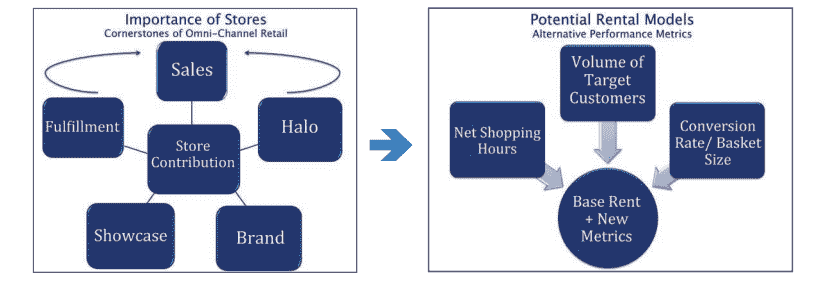 Importance of Stores
Cornerstones of Omni-Channel Retail
Sales
Fulfillment
Halo
Store
Contribution
Showcase
Brand
Potential Rental Models
Alternative Performance Metrics
Volume of
Target
Customers
Net Shopping
Hours
Conversion
Rate/ Basket
Size
Base Rent
+ New
Metrics